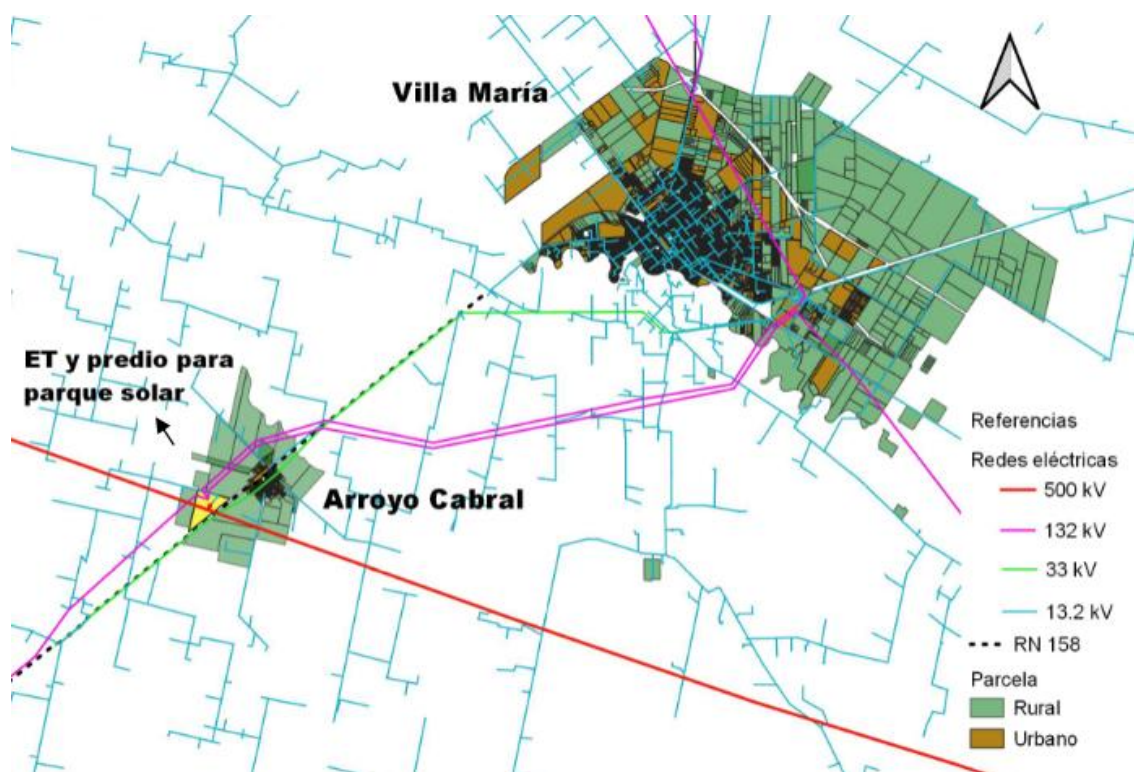 Villa María
ET y predio para
parque solar
Arroyo Cabral
Referencias
Redes eléctricas
500 kV
132 kV
33 kV
13.2 kV
RN 158
Parcela
Rural
Urbano